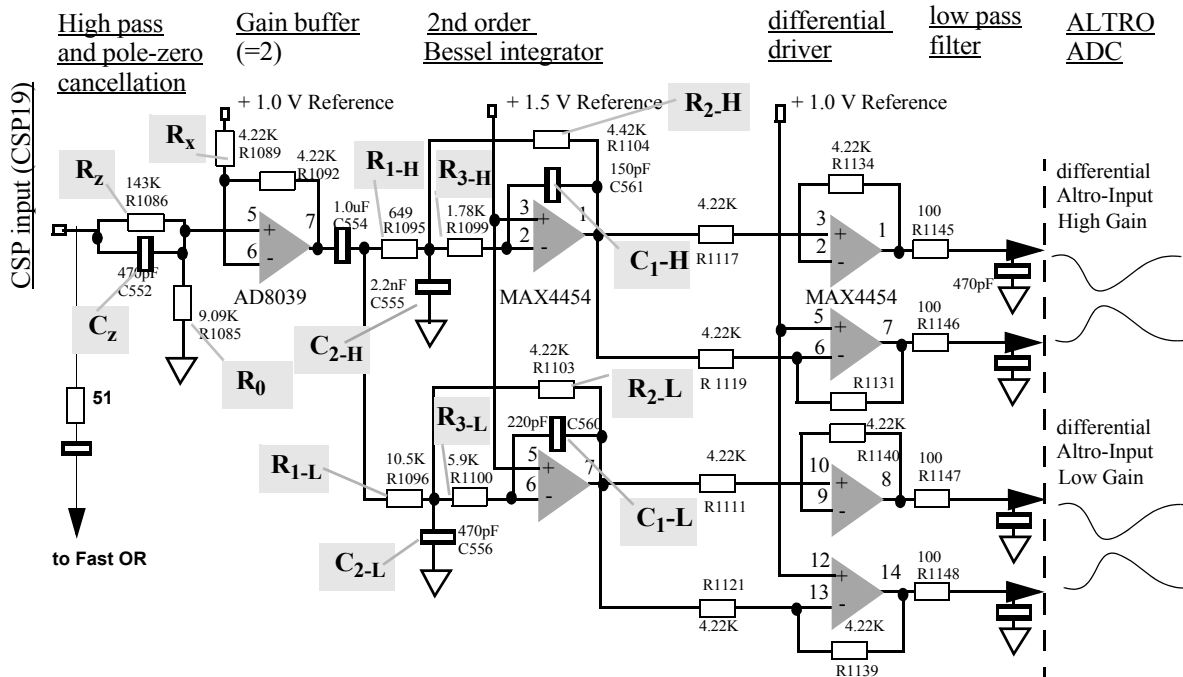 High pass
and pole-zero
cancellation
Gain buffer
(=2)
2nd order
Bessel integrator
differential
driver
low pass
filter
ALTRO
ADC
CSP input (CSP19)
+ 1.0 V Reference
+ 1.5 V Reference
+ 1.0 V Reference
R2-H
Rx
4.22K
R1089
4.22K
R1092
4.42K
R1104
Rz
143K
R1086
R1-H
R3-H
150pF
C561
1.0uF
C554
649
R1095
1.78K
R1099
5
+
6
-
7
3
+
2
-
1
4.22K
R1117
4.22K
R1134
3
+
2
-
1
100
R1145
differential
Altro-Input
High Gain
470pF
C552
AD8039
2.2nF
C555
MAX4454
C1-H
MAX4454
470pF
Cz
9.09K
R1085
R0
C2-H
4.22K
R 1119
5
+
6
-
7
100
R1146
R1131
4.22K
R1103
R2-L
51
R3-L
220pF
C560
4.22K
R1140
differential
Altro-Input
Low Gain
R1-L
10.5K
R1096
5.9K
R1100
5
+
6
-
7
4.22K
R1111
10
+
9
-
8
100
R1147
C1-L
470pF
C556
C2-L
to Fast OR
R1121
4.22K
12
+
13
-
14
100
R1148
4.22K
R1139